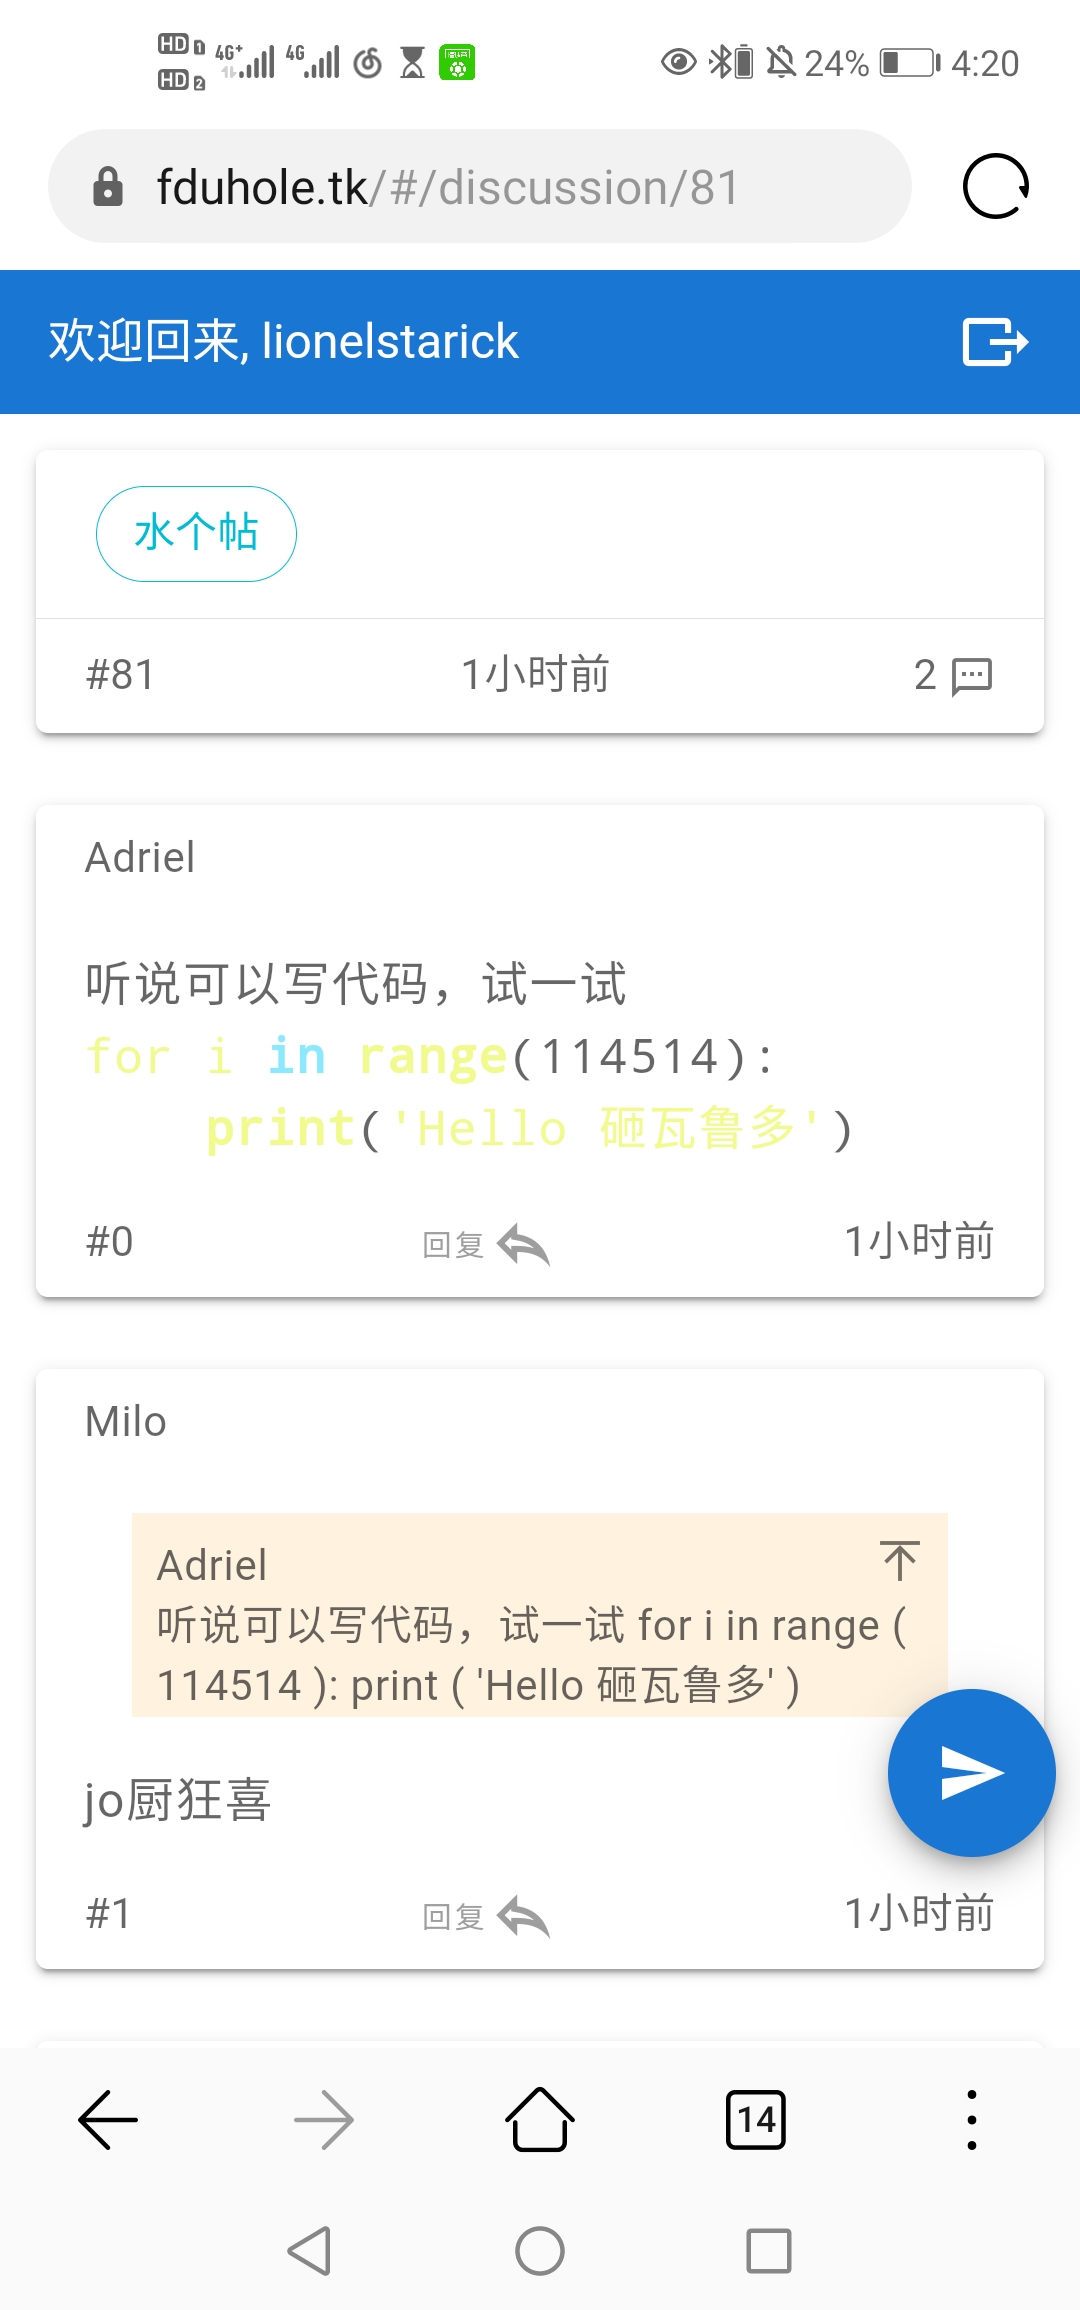 HD 1 4G+ 4G 24% 4:20
HD 2
fduhole.tk/#/discussion/81
欢迎回来, lionelstarick
水个帖
#81 1小时前 2
Adriel
听说可以写代码，试一试
for i in range(114514):
print('Hello 砸瓦鲁多')
#0 回复 1小时前
Milo
Adriel
听说可以写代码，试一试 for i in range (
114514 ): print ( 'Hello 砸瓦鲁多' )
jo厨狂喜
#1 回复 1小时前
14